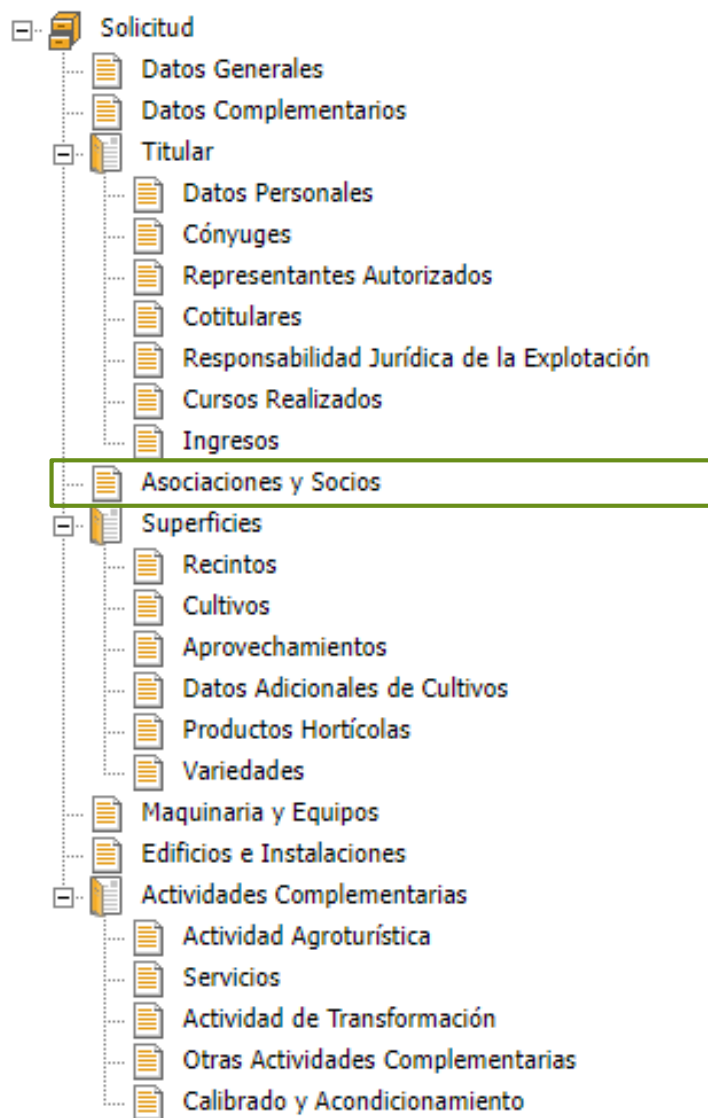 Solicitud
Datos Generales
Datos Complementarios
Titular
Datos Personales
Cónyuges
Representantes Autorizados
Cotitulares
Responsabilidad Jurídica de la Explotación
Cursos Realizados
Ingresos
Asociaciones y Socios
Superficies
Recintos
Cultivos
Aprovechamientos
Datos Adicionales de Cultivos
Productos Hortícolas
Variedades
Maquinaria y Equipos
Edificios e Instalaciones
Actividades Complementarias
Actividad Agroturística
Servicios
Actividad de Transformación
Otras Actividades Complementarias
Calibrado y Acondicionamiento